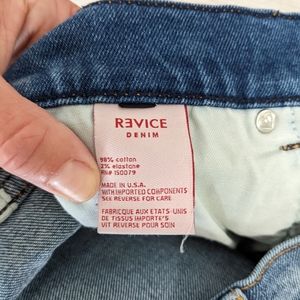 REVICE
DENIM
98% cotton
2% elastane
RN# 150079
MADE IN U.S.A.
WITH IMPORTED COMPONENTS
SEE REVERSE FOR CARE
FABRIQUE AUX ETATS-UNIS
DE TISSUS IMPORTE'S
VIT REVERSE POUR SOIN